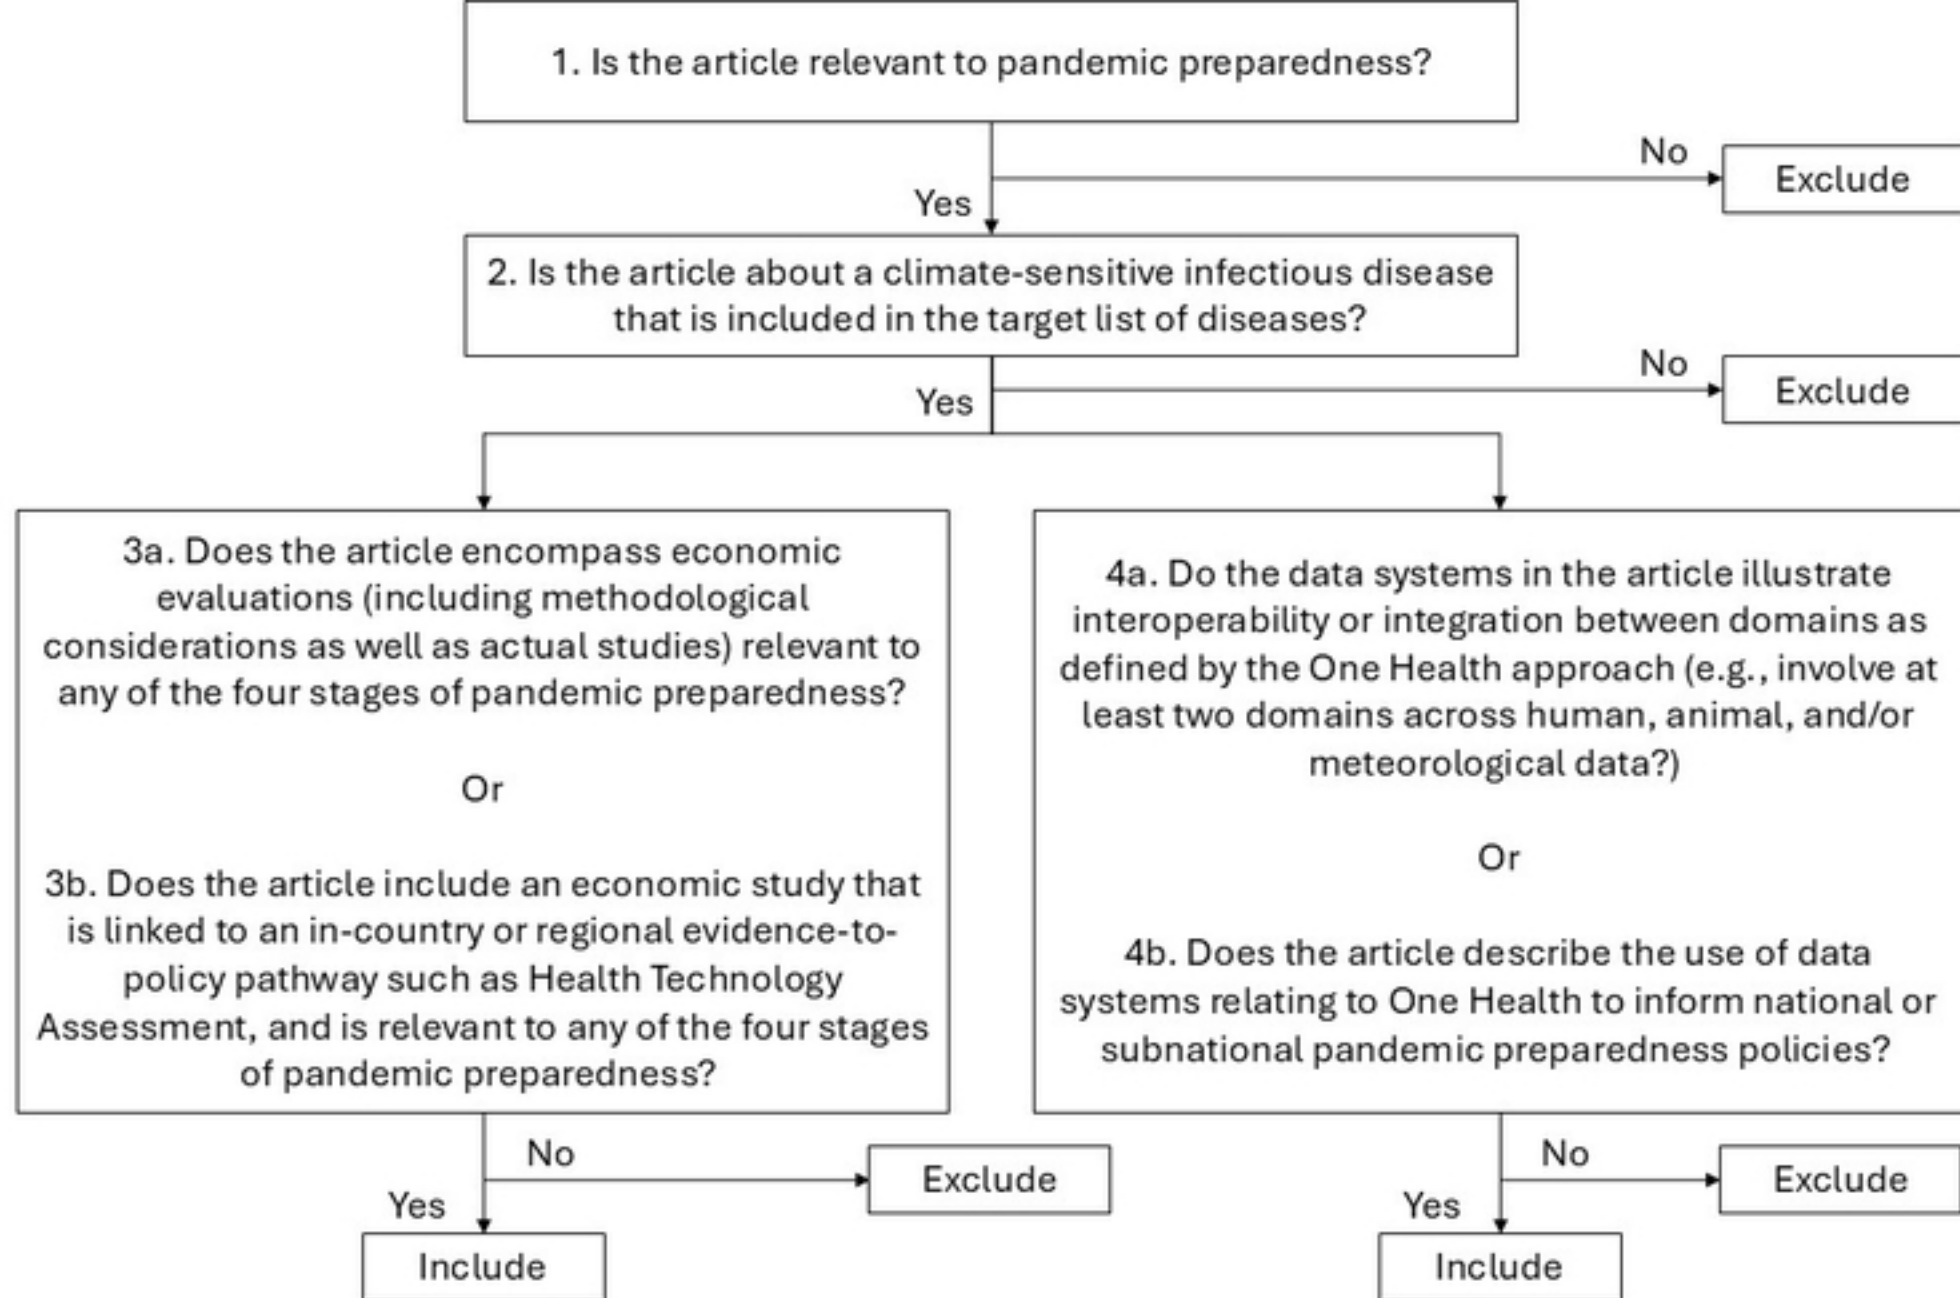 1. Is the article relevant to pandemic preparedness?
No
Exclude
Yes
2. Is the article about a climate-sensitive infectious disease
that is included in the target list of diseases?
No
Exclude
Yes
3a. Does the article encompass economic
evaluations (including methodological
considerations as well as actual studies) relevant to
any of the four stages of pandemic preparedness?
Or
3b. Does the article include an economic study that
is linked to an in-country or regional evidence-to-
policy pathway such as Health Technology
Assessment, and is relevant to any of the four stages
of pandemic preparedness?
4a. Do the data systems in the article illustrate
interoperability or integration between domains as
defined by the One Health approach (e.g., involve at
least two domains across human, animal, and/or
meteorological data?)
Or
4b. Does the article describe the use of data
systems relating to One Health to inform national or
subnational pandemic preparedness policies?
No
Exclude
Yes
Include
No
Exclude
Yes
Include